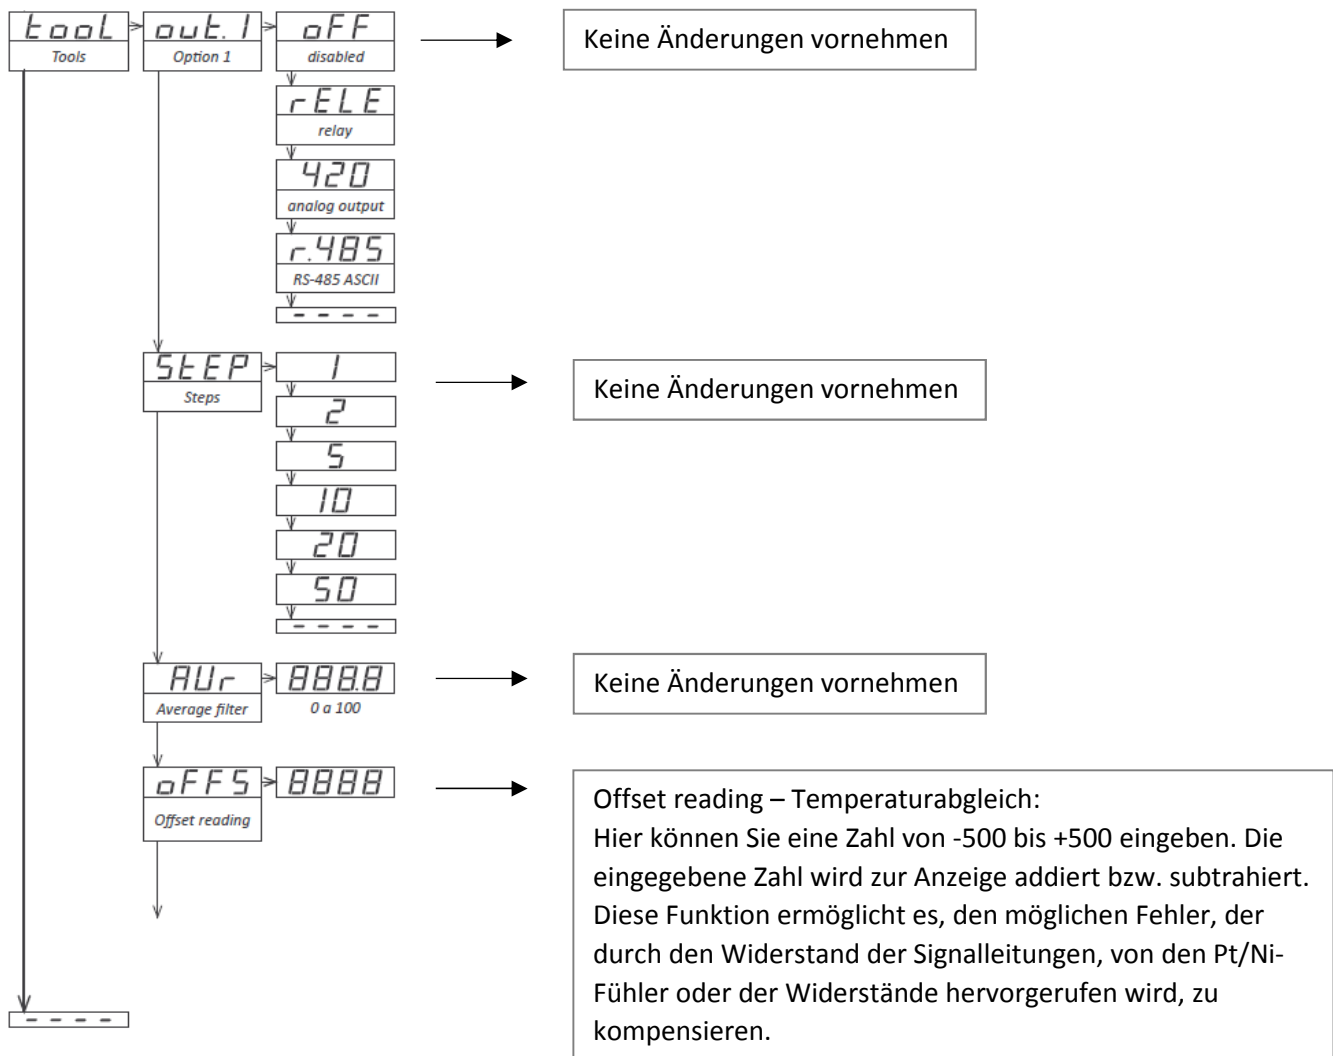 tooL
Tools
out.1
Option 1
oFF
disabled
Keine Änderungen vornehmen
rELE
relay
420
analog output
r.485
RS-485 ASCII
- - - -
StEP
Steps
1
Keine Änderungen vornehmen
2
5
10
20
50
- - - -
AVr
Average filter
888.8
0 a 100
Keine Änderungen vornehmen
oFFS
Offset reading
8888
Offset reading – Temperaturabgleich:
Hier können Sie eine Zahl von -500 bis +500 eingeben. Die
eingegebene Zahl wird zur Anzeige addiert bzw. subtrahiert.
Diese Funktion ermöglicht es, den möglichen Fehler, der
durch den Widerstand der Signalleitungen, von den Pt/Ni-
Fühler oder der Widerstände hervorgerufen wird, zu
kompensieren.
- - - -